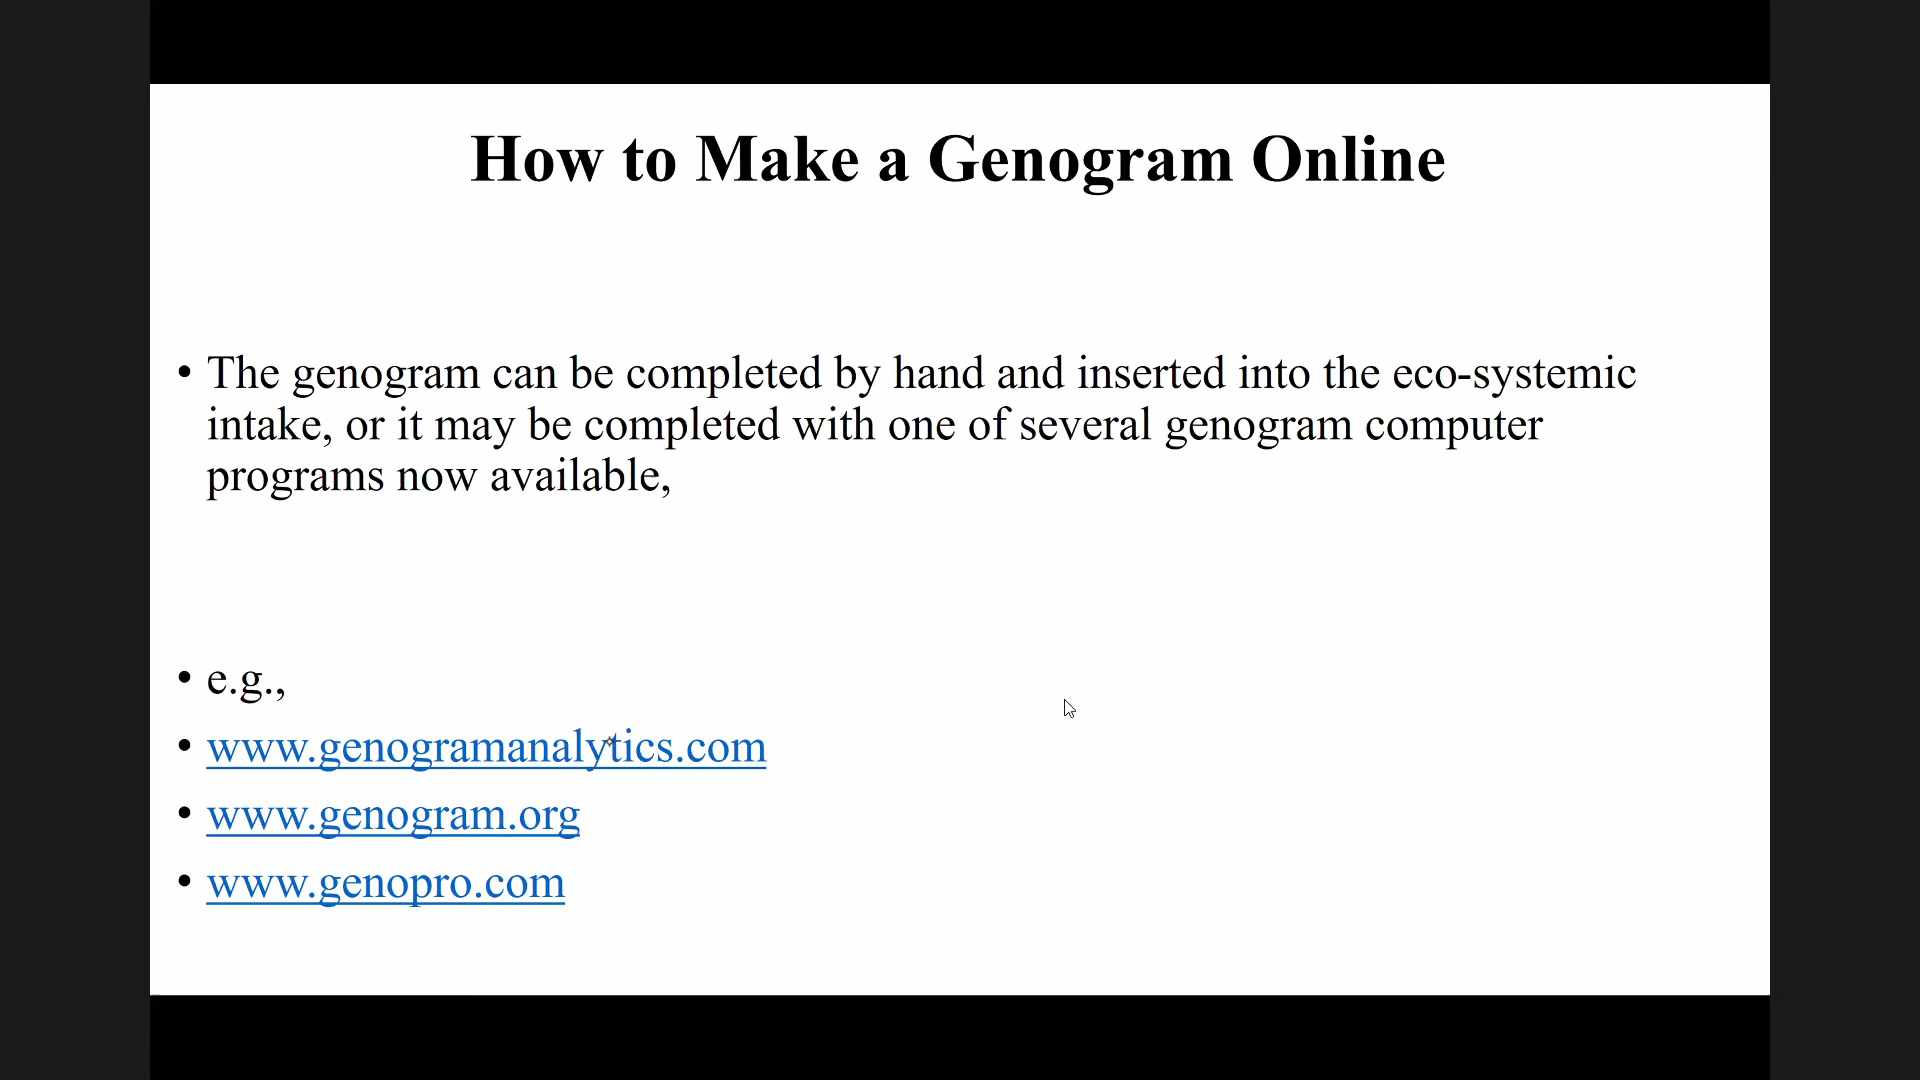 How to Make a Genogram Online
• The genogram can be completed by hand and inserted into the eco-systemic
intake, or it may be completed with one of several genogram computer
programs now available,
• e.g.,
• www.genogramanalytics.com
• www.genogram.org
• www.genopro.com